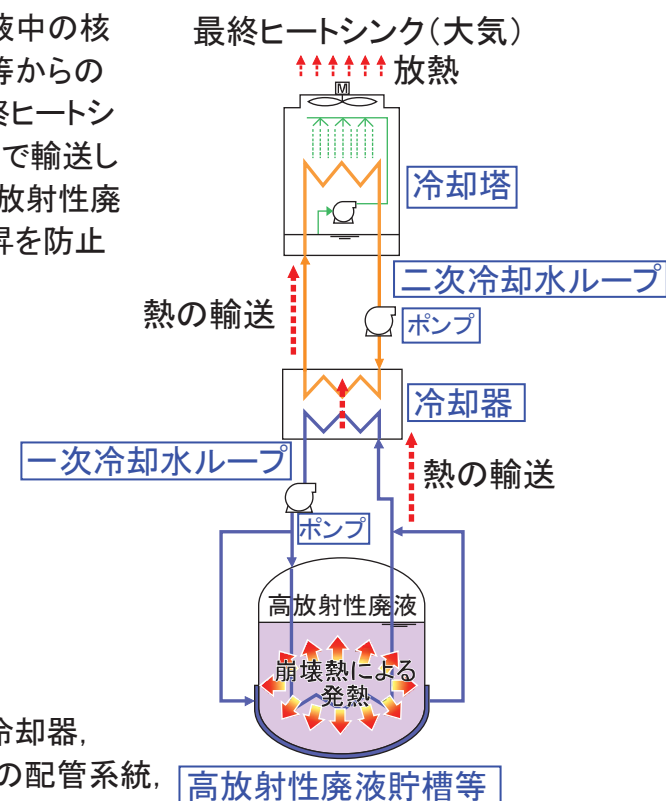 液中の核
等からの
終ヒートシ
で輸送し
放射性廃
昇を防止
最終ヒートシンク(大気)
放熱
M
冷却塔
二次冷却水ループ
熱の輸送
ポンプ
冷却器
一次冷却水ループ
熱の輸送
ポンプ
高放射性廃液
崩壊熱による
発熱
冷却器,
の配管系統,
高放射性廃液貯槽等